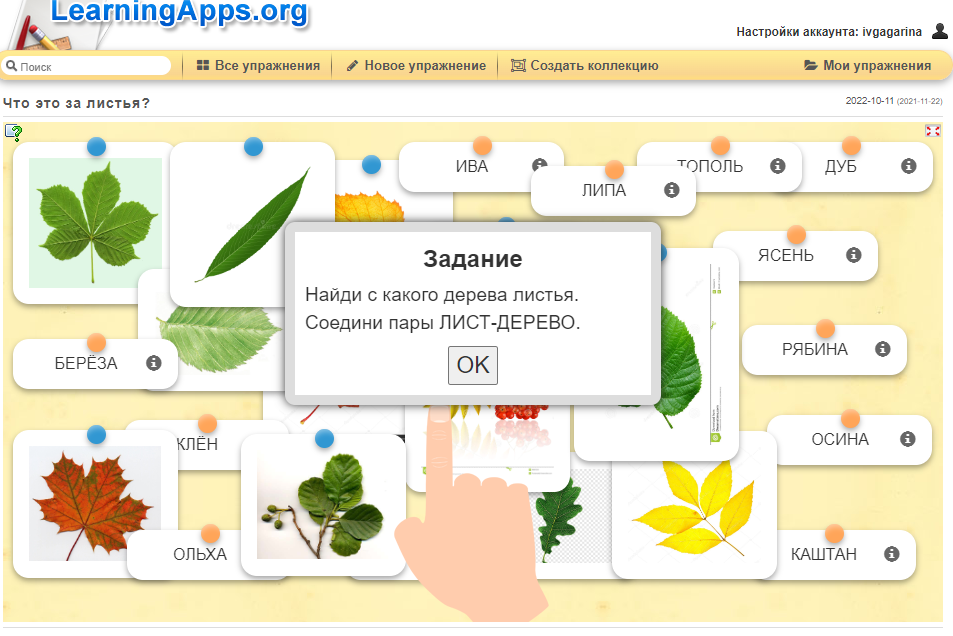 LearningApps.org
Настройки аккаунта: ivgagarina
Поиск
Все упражнения
Новое упражнение
Создать коллекцию
Мои упражнения
Что это за листья?
2022-10-11 (2021-11-22)
ИВА
ЛИПА
ТОПОЛЬ
ДУБ
ЯСЕНЬ
Задание
Найди с какого дерева листья.
Соедини пары ЛИСТ-ДЕРЕВО.
OK
БЕРЁЗА
РЯБИНА
КЛЁН
ОСИНА
ОЛЬХА
КАШТАН